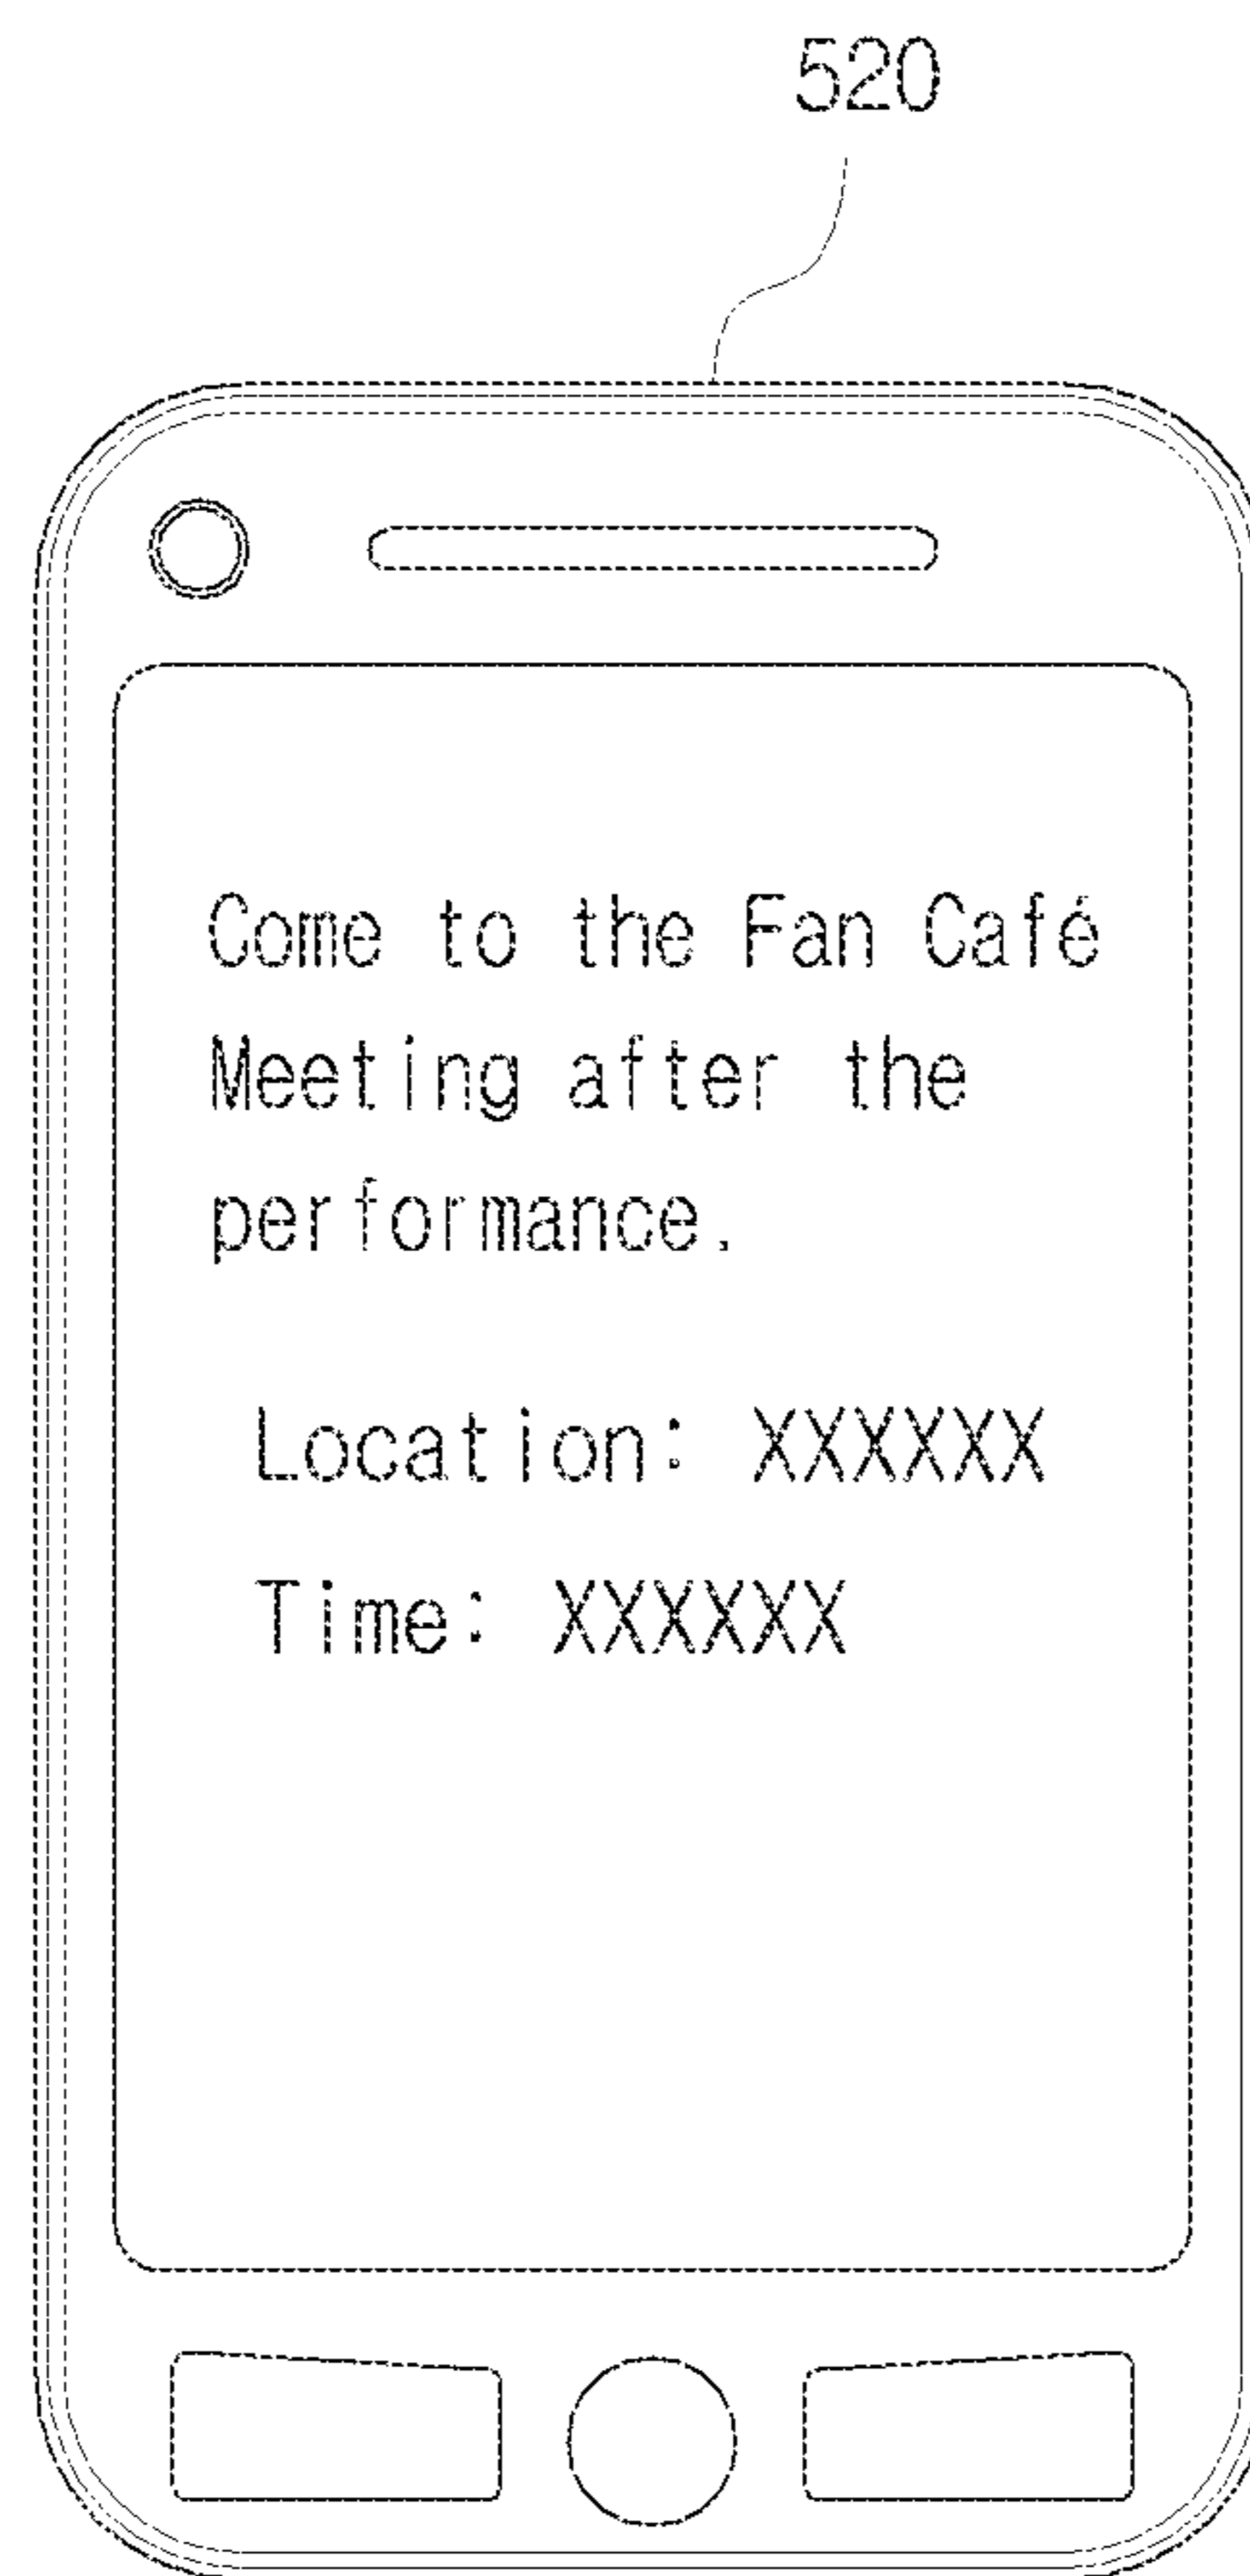 520
Come to the Fan Café
Meeting after the
performance.
Location: XXXXXX
Time: XXXXXX